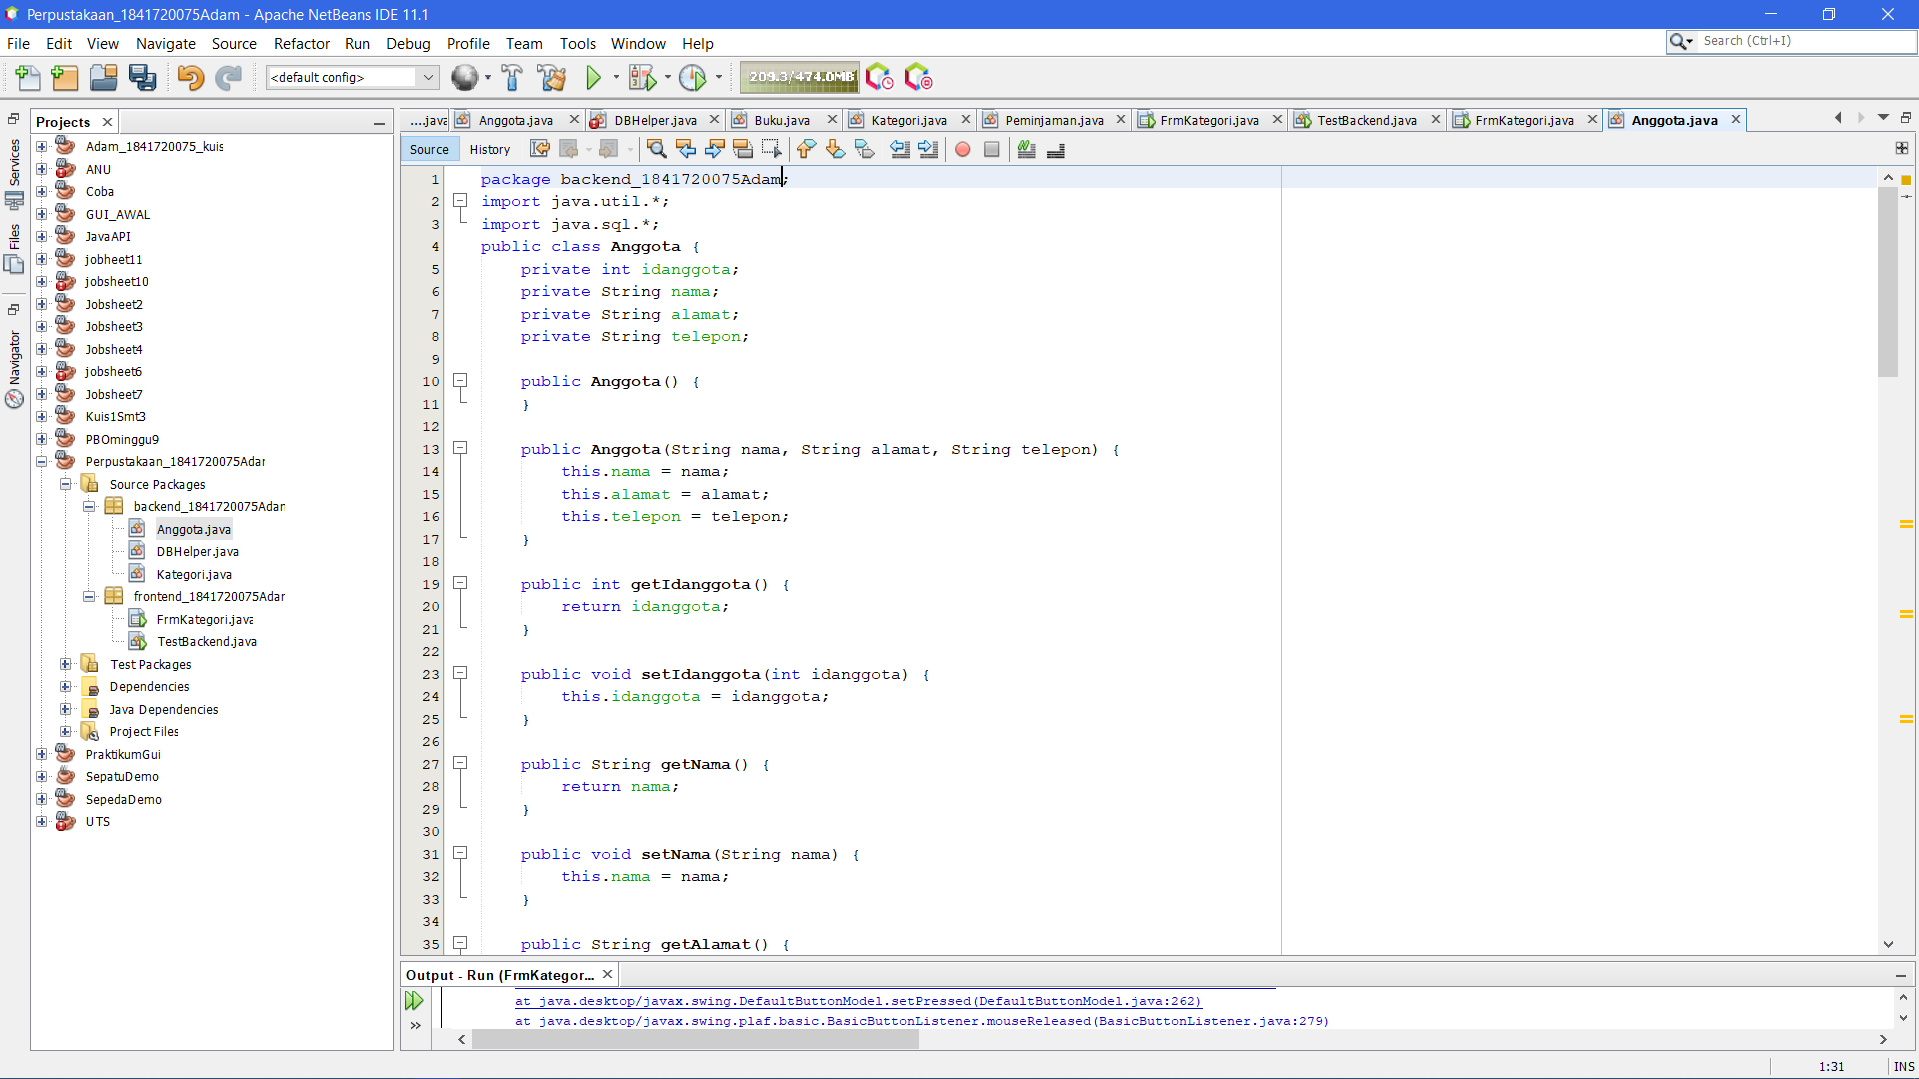 Perpustakaan_1841720075Adam - Apache NetBeans IDE 11.1
File Edit View Navigate Source Refactor Run Debug Profile Team Tools Window Help
Search (Ctrl+I)
<default config>
209.3/474.0MB
Projects
Services
Files
Navigator
Adam_1841720075_kuis
ANU
Coba
GUI_AWAL
JavaAPI
jobheet11
jobsheet10
Jobsheet2
Jobsheet3
Jobsheet4
jobsheet6
Jobsheet7
Kuis1Smt3
PBOminggu9
Perpustakaan_1841720075Adar
Source Packages
backend_1841720075Adan
Anggota.java
DBHelper.java
Kategori.java
frontend_1841720075Adar
FrmKategori.java
TestBackend.java
Test Packages
Dependencies
Java Dependencies
Project Files
PraktikumGui
SepatuDemo
SepedaDemo
UTS
....java Anggota.java DBHelper.java Buku.java Kategori.java Peminjaman.java FrmKategori.java TestBackend.java FrmKategori.java Anggota.java
Source History
1 package backend_1841720075Adam;
2 import java.util.*;
3 import java.sql.*;
4 public class Anggota {
5 private int idanggota;
6 private String nama;
7 private String alamat;
8 private String telepon;
9
10 public Anggota() {
11 }
12
13 public Anggota(String nama, String alamat, String telepon) {
14 this.nama = nama;
15 this.alamat = alamat;
16 this.telepon = telepon;
17 }
18
19 public int getIdanggota() {
20 return idanggota;
21 }
22
23 public void setIdanggota(int idanggota) {
24 this.idanggota = idanggota;
25 }
26
27 public String getNama() {
28 return nama;
29 }
30
31 public void setNama(String nama) {
32 this.nama = nama;
33 }
34
35 public String getAlamat() {
Output - Run (FrmKategor...
at java.desktop/javax.swing.DefaultButtonModel.setPressed(DefaultButtonModel.java:262)
at java.desktop/javax.swing.plaf.basic.BasicButtonListener.mouseReleased(BasicButtonListener.java:279)
1:31 INS